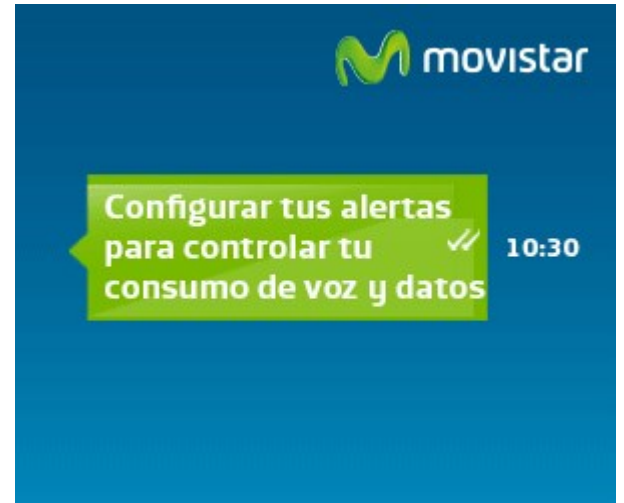 movistar
Configurar tus alertas
para controlar tu
consumo de voz y datos
10:30